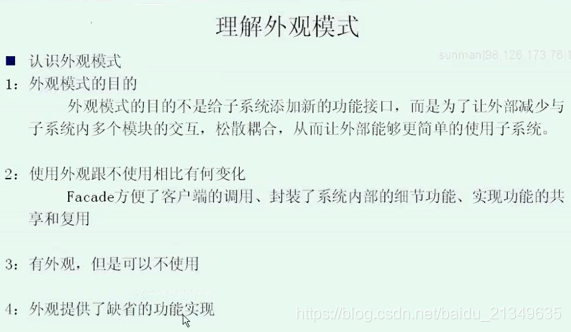 理解外观模式
认识外观模式
1：外观模式的目的
外观模式的目的不是给子系统添加新的功能接口，而是为了让外部减少与
子系统内多个模块的交互，松散耦合，从而让外部能够更简单的使用子系统。
2：使用外观跟不使用相比有何变化
Facade方便了客户端的调用、封装了系统内部的细节功能、实现功能的共
享和复用
3：有外观，但是可以不使用
4：外观提供了缺省的功能实现
https://blog.csdn.net/baidu_21349635